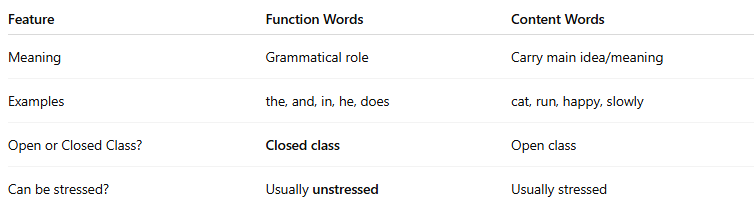 Feature Function Words Content Words
Meaning Grammatical role Carry main idea/meaning
Examples the, and, in, he, does cat, run, happy, slowly
Open or Closed Class? Closed class Open class
Can be stressed? Usually unstressed Usually stressed